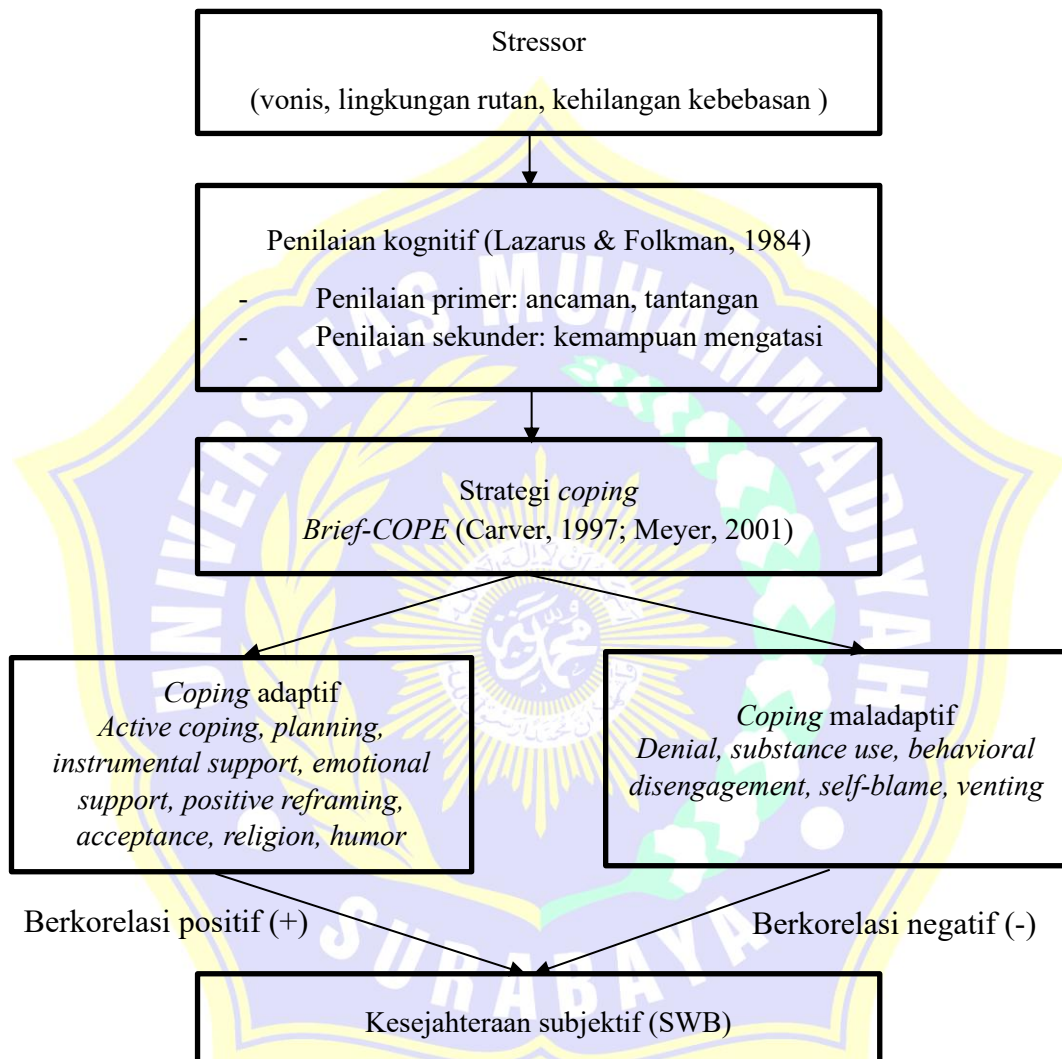 Stressor
(vonis, lingkungan rutan, kehilangan kebebasan )
Penilaian kognitif (Lazarus & Folkman, 1984)
- Penilaian primer: ancaman, tantangan
- Penilaian sekunder: kemampuan mengatasi
Strategi coping
Brief-COPE (Carver, 1997; Meyer, 2001)
Coping adaptif
Active coping, planning,
instrumental support, emotional
support, positive reframing,
acceptance, religion, humor
Coping maladaptif
Denial, substance use, behavioral
disengagement, self-blame, venting
Berkorelasi positif (+)
Berkorelasi negatif (-)
Kesejahteraan subjektif (SWB)
UNIVERSITAS MUHAMMADIYAH
SURABAYA